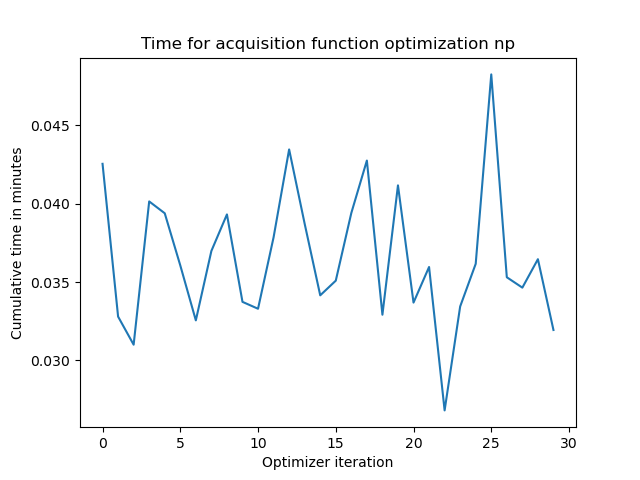 Time for acquisition function optimization np
Cumulative time in minutes
0.045
0.040
0.035
0.030
0 5 10 15 20 25 30
Optimizer iteration